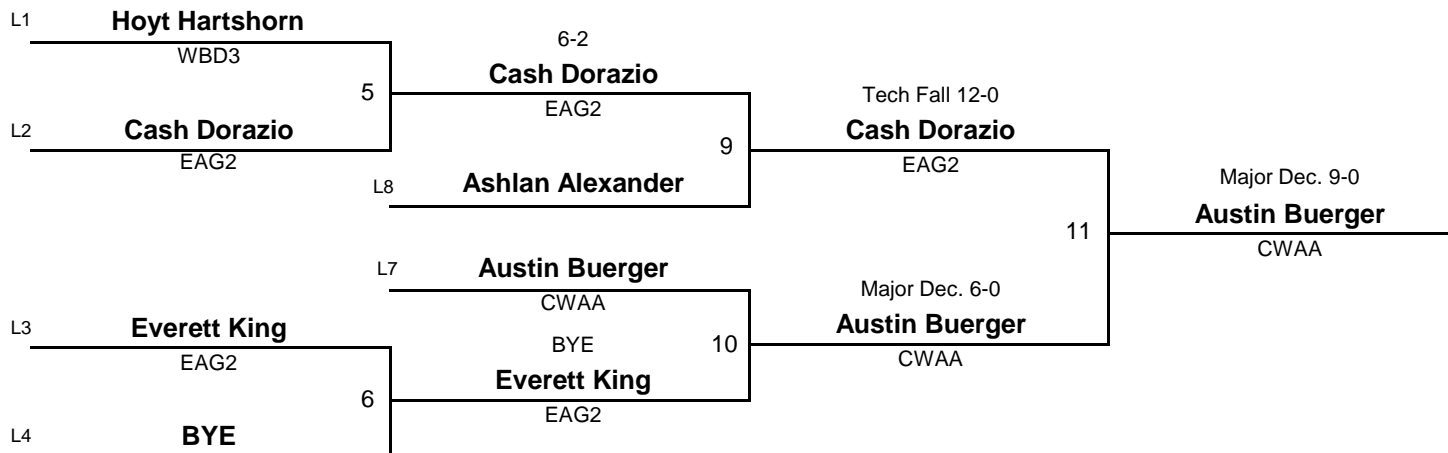 L1 Hoyt Hartshorn
WBD3
6-2
5 Cash Dorazio
EAG2
L2 Cash Dorazio
EAG2
Tech Fall 12-0
9 Cash Dorazio
EAG2
L8 Ashlan Alexander
Major Dec. 9-0
11 Austin Buerger
CWAA
L7 Austin Buerger
CWAA
Major Dec. 6-0
10 Austin Buerger
CWAA
L3 Everett King
EAG2
BYE
6 Everett King
EAG2
L4 BYE